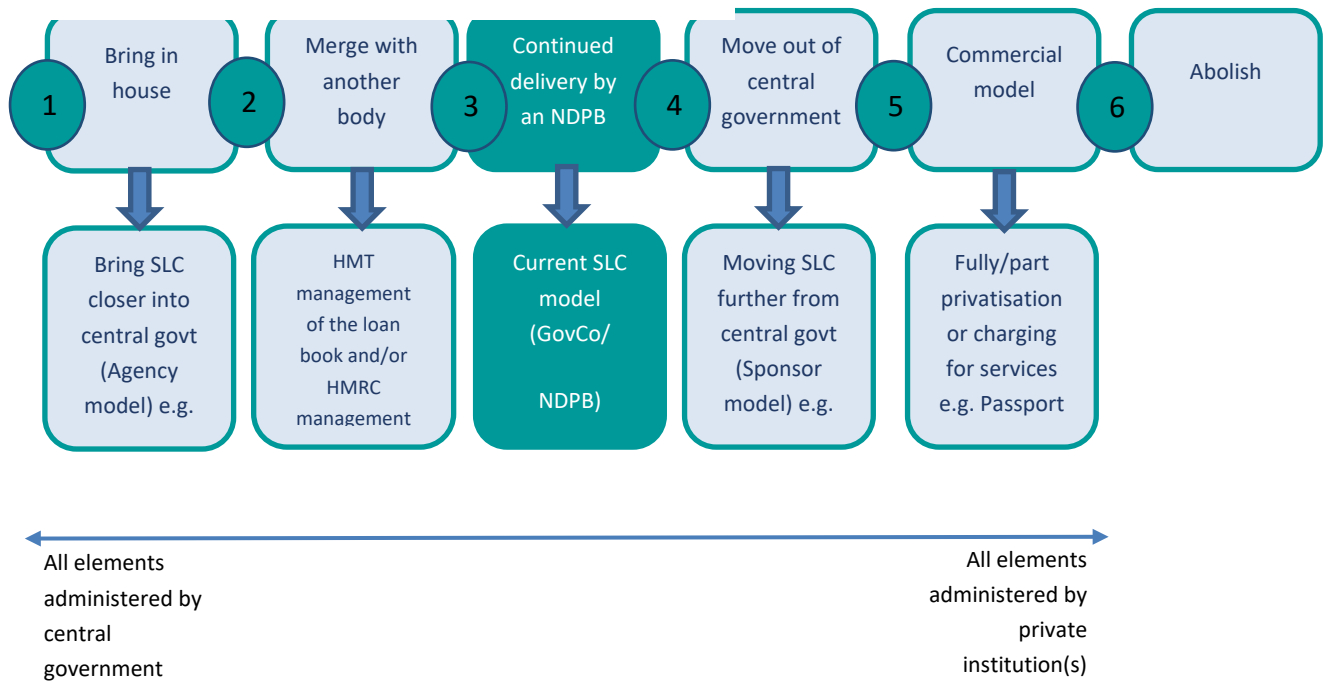 1
Bring in
house
2
Merge with
another
body
3
Continued
delivery by
an NDPB
4
Move out of
central
government
5
Commercial
model
6
Abolish
Bring SLC
closer into
central govt
(Agency
model) e.g.
HMT
management
of the loan
book and/or
HMRC
management
Current SLC
model
(GovCo/
NDPB)
Moving SLC
further from
central govt
(Sponsor
model) e.g.
Fully/part
privatisation
or charging
for services
e.g. Passport
All elements
administered by
central
government
All elements
administered by
private
institution(s)